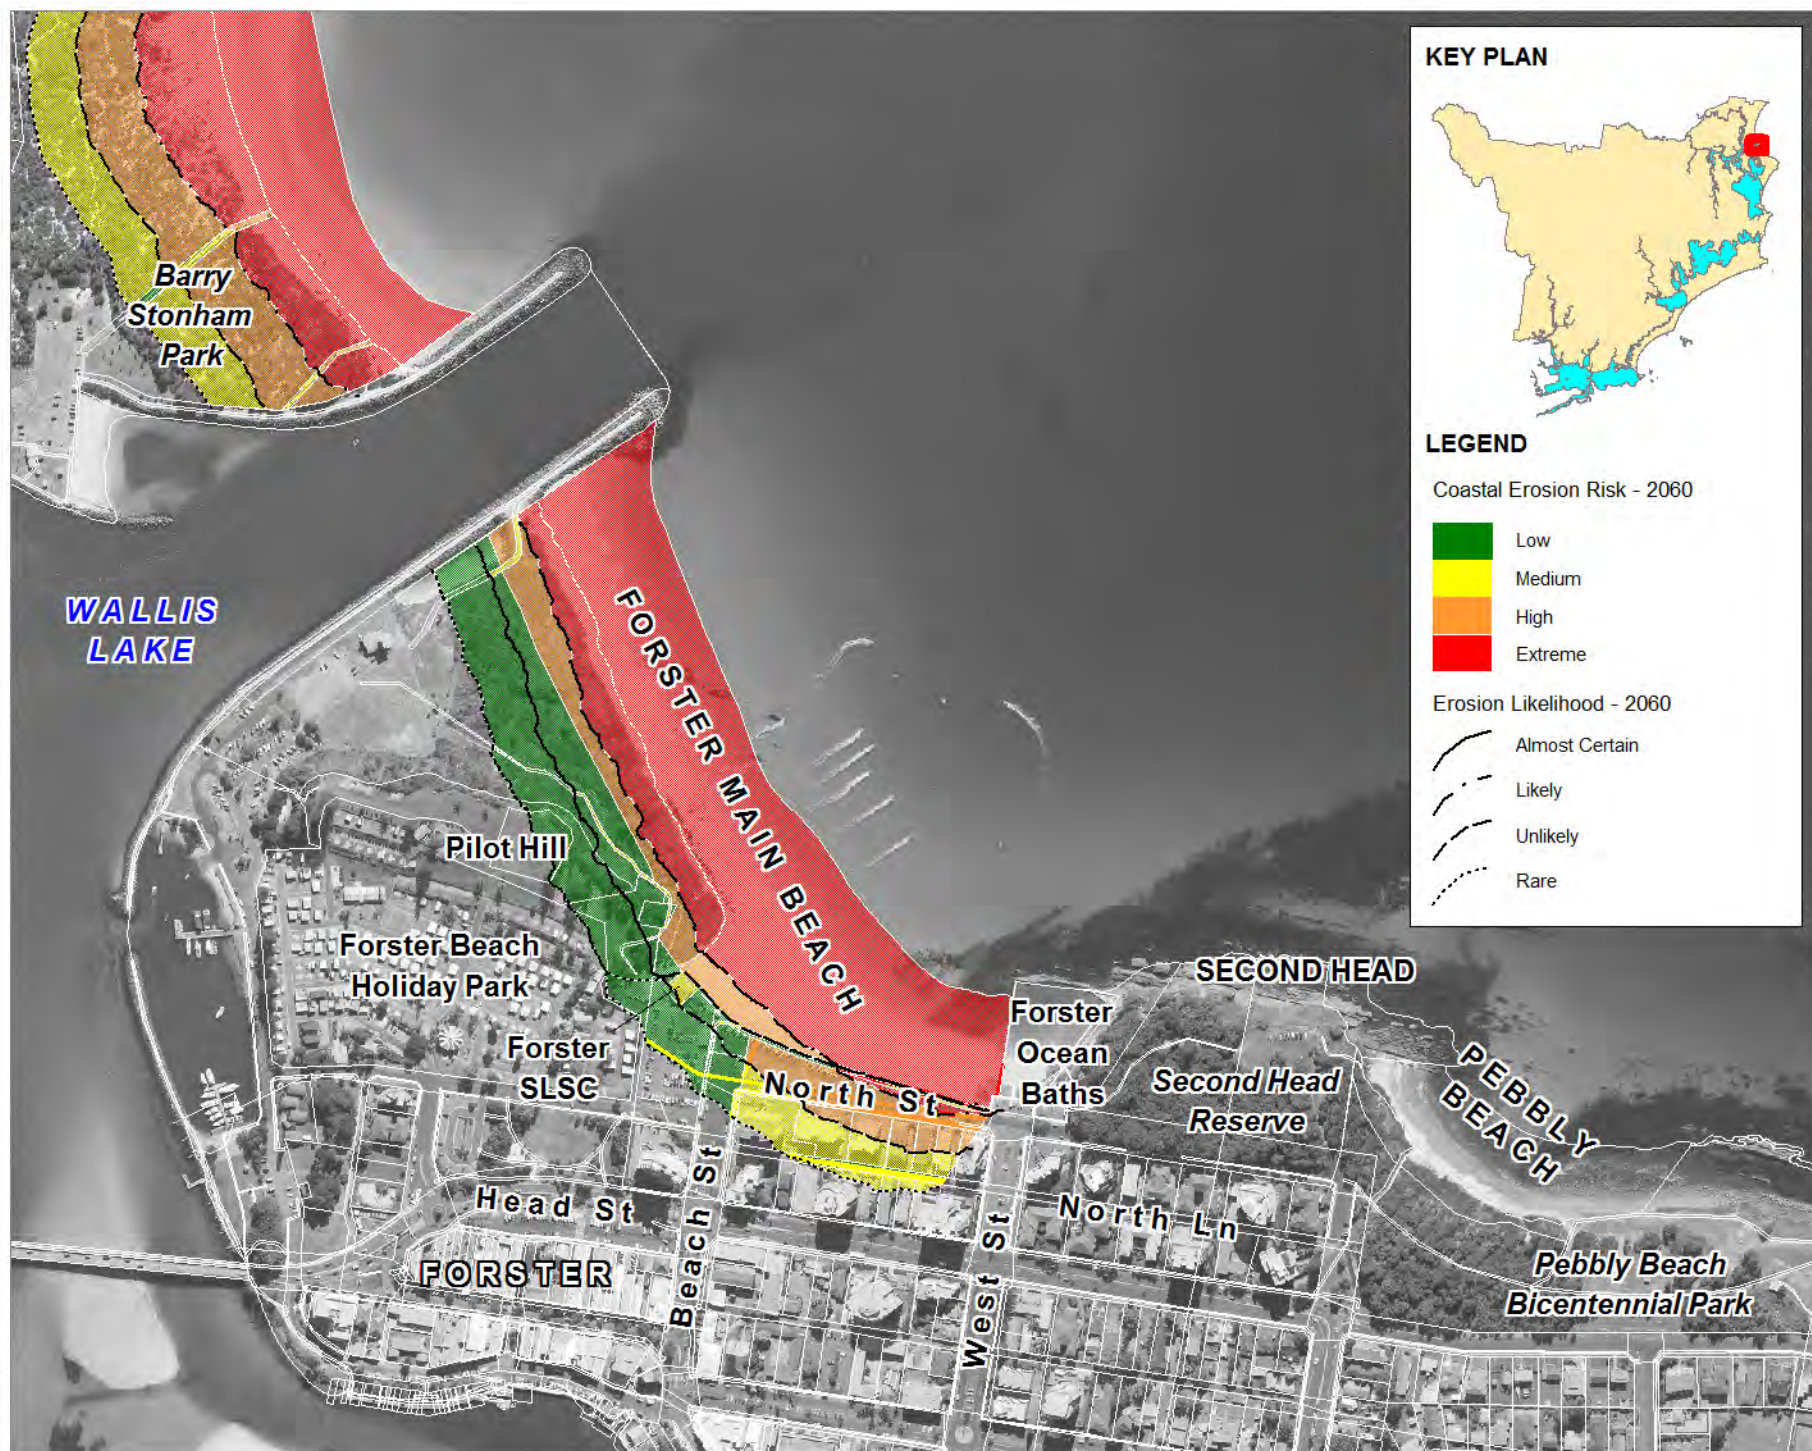 KEY PLAN
LEGEND
Coastal Erosion Risk - 2060
Low
Medium
High
Extreme
Erosion Likelihood - 2060
Almost Certain
Likely
Unlikely
Rare
Barry
Stonham
Park
WALLIS
LAKE
FORSTER MAIN BEACH
Pilot Hill
Forster Beach
Holiday Park
Forster
SLSC
North St
Forster
Ocean
Baths
SECOND HEAD
Second Head
Reserve
PEBBLY
BEACH
Head St
Beach St
West St
North Ln
FORSTER
Pebbly Beach
Bicentennial Park